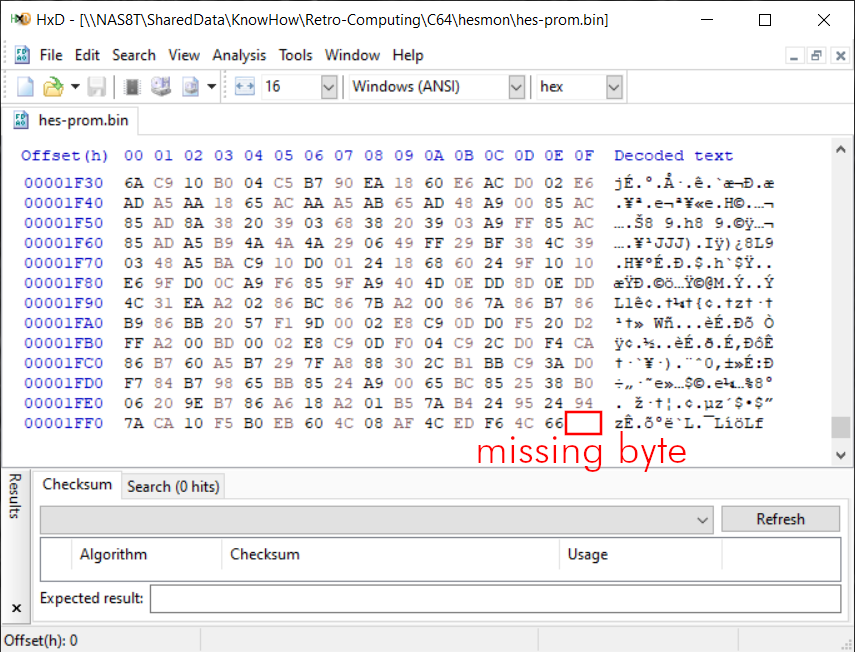 HxD - [\\NAS8T\SharedData\KnowHow\Retro-Computing\C64\hesmon\hes-prom.bin]
File Edit Search View Analysis Tools Window Help
16 Windows (ANSI) hex
hes-prom.bin
Offset(h) 00 01 02 03 04 05 06 07 08 09 0A 0B 0C 0D 0E 0F Decoded text
00001F30 6A C9 10 B0 04 C5 B7 90 EA 18 60 E6 AC D0 02 E6 jÉ.°.Å·.ê.`æ¬Ð.æ
00001F40 AD A5 AA 18 65 AC AA A5 AB 65 AD 48 A9 00 85 AC .¥ª.e¬ª¥«e.H©.…¬
00001F50 85 AD 8A 38 20 39 03 68 38 20 39 03 A9 FF 85 AC ….Š8 9.h8 9.©ÿ…¬
00001F60 85 AD A5 B9 4A 4A 4A 29 06 49 FF 29 BF 38 4C 39 ….¥¹JJJ).Iÿ)¿8L9
00001F70 03 48 A5 BA C9 10 D0 01 24 18 68 60 24 9F 10 10 .H¥ºÉ.Ð.$.h`$Ÿ..
00001F80 E6 9F D0 0C A9 F6 85 9F A9 40 4D 0E DD 8D 0E DD æŸÐ.©ö…Ÿ©@M.Ý..Ý
00001F90 4C 31 EA A2 02 86 BC 86 7B A2 00 86 7A 86 B7 86 L1ê¢.†¼†{¢.†z†·†
00001FA0 B9 86 BB 20 57 F1 9D 00 02 E8 C9 0D D0 F5 20 D2 ¹†» Wñ...èÉ.Ðõ Ò
00001FB0 FF A2 00 BD 00 02 E8 C9 0D F0 04 C9 2C D0 F4 CA ÿ¢.½..èÉ.ð.É,ÐôÊ
00001FC0 86 B7 60 A5 B7 29 7F A8 88 30 2C B1 BB C9 3A D0 †·`¥·).¨ˆ0,±»É:Ð
00001FD0 F7 84 B7 98 65 BB 85 24 A9 00 65 BC 85 25 38 B0 ÷„·˜e»…$©.e¼…%8°
00001FE0 06 20 9E B7 86 A6 18 A2 01 B5 7A B4 24 95 24 94 . ž·†¦.¢.µz´$•$”
00001FF0 7A CA 10 F5 B0 EB 60 4C 08 AF 4C ED F6 4C 66 zÊ.õ°ë`L.¯LíöLf
missing byte
Results
Checksum Search (0 hits)
Refresh
Algorithm Checksum Usage
Expected result:
Offset(h): 0